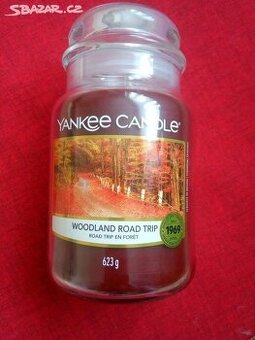 SBAZAR.CZ
YANKEE CANDLE®
WOODLAND ROAD TRIP
ROAD TRIP EN FORÊT
1969
623 g